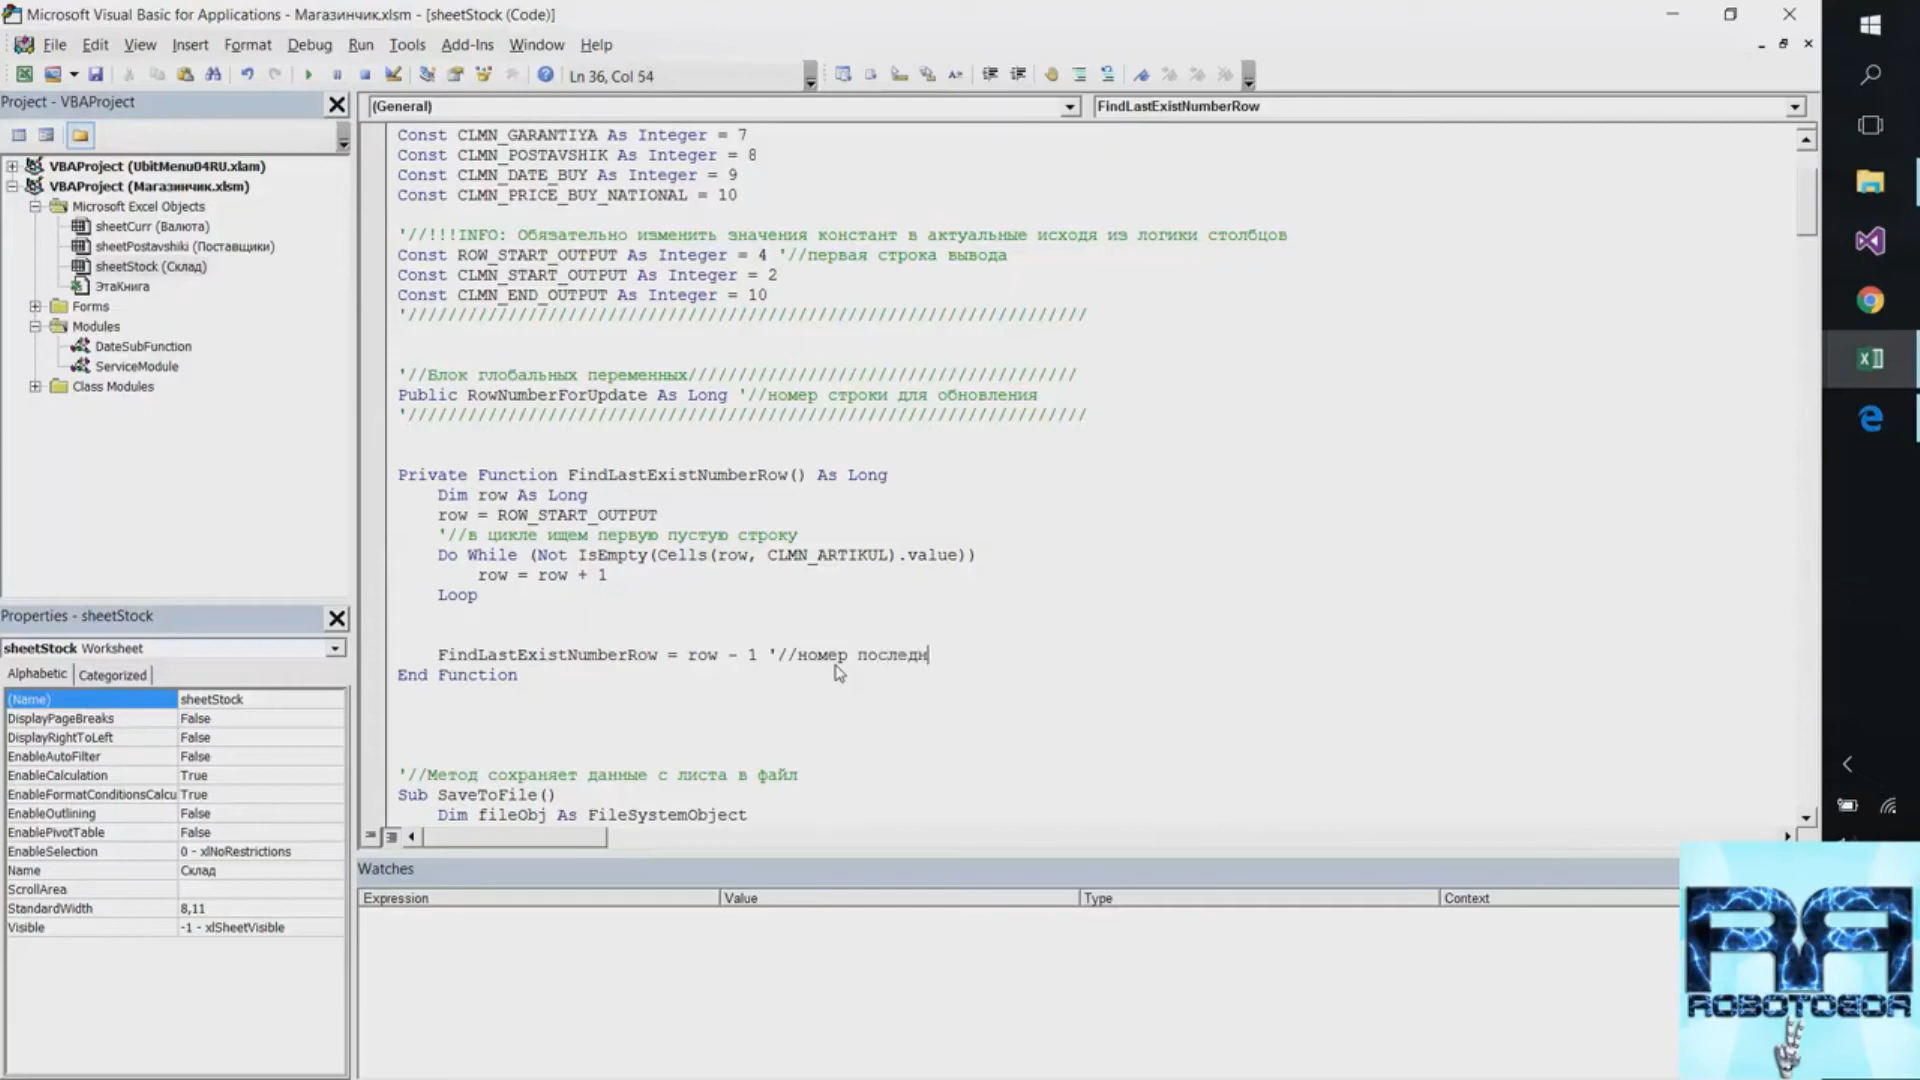 Microsoft Visual Basic for Applications - Магазинчик.xlsm - [sheetStock (Code)]
File Edit View Insert Format Debug Run Tools Add-Ins Window Help
Ln 36, Col 54
Project - VBAProject
(General) FindLastExistNumberRow
VBAProject (UbitMenu04RU.xlam)
VBAProject (Магазинчик.xlsm)
Microsoft Excel Objects
sheetCurr (Валюта)
sheetPostavshiki (Поставщики)
sheetStock (Склад)
ЭтаКнига
Forms
Modules
DateSubFunction
ServiceModule
Class Modules
Const CLMN_GARANTIYA As Integer = 7
Const CLMN_POSTAVSHIK As Integer = 8
Const CLMN_DATE_BUY As Integer = 9
Const CLMN_PRICE_BUY_NATIONAL = 10
'//!!!INFO: Обязательно изменить значения констант в актуальные исходя из логики столбцов
Const ROW_START_OUTPUT As Integer = 4 '//первая строка вывода
Const CLMN_START_OUTPUT As Integer = 2
Const CLMN_END_OUTPUT As Integer = 10
'////////////////////////////////////////////////////////////////////
'//Блок глобальных переменных///////////////////////////////////////
Public RowNumberForUpdate As Long '//номер строки для обновления
'////////////////////////////////////////////////////////////////////
Private Function FindLastExistNumberRow() As Long
Dim row As Long
row = ROW_START_OUTPUT
'//в цикле ищем первую пустую строку
Do While (Not IsEmpty(Cells(row, CLMN_ARTIKUL).value))
row = row + 1
Loop
FindLastExistNumberRow = row - 1 '//номер последн
End Function
'//Метод сохраняет данные с листа в файл
Sub SaveToFile()
Dim fileObj As FileSystemObject
Properties - sheetStock
sheetStock Worksheet
Alphabetic Categorized
(Name) sheetStock
DisplayPageBreaks False
DisplayRightToLeft False
EnableAutoFilter False
EnableCalculation True
EnableFormatConditionsCalcu True
EnableOutlining False
EnablePivotTable False
EnableSelection 0 - xlNoRestrictions
Name Склад
ScrollArea
StandardWidth 8,11
Visible -1 - xlSheetVisible
Watches
Expression Value Type Context
ROBOTOBOR